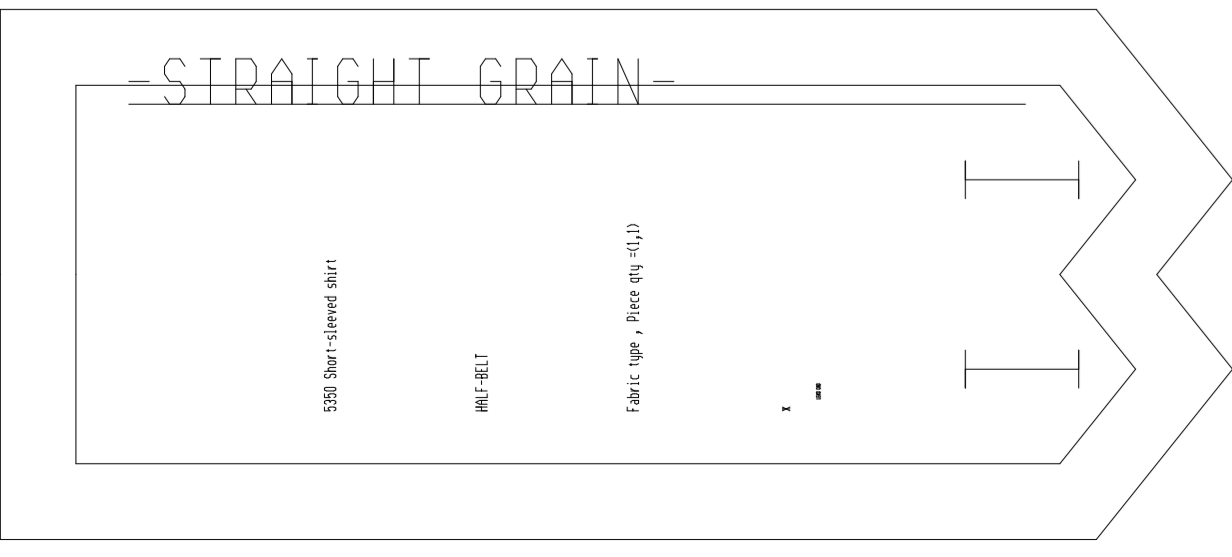 -STRAIGHT GRAIN-
5350 Short-sleeved shirt
HALF-BELT
Fabric type , Piece qty =(1,1)
X